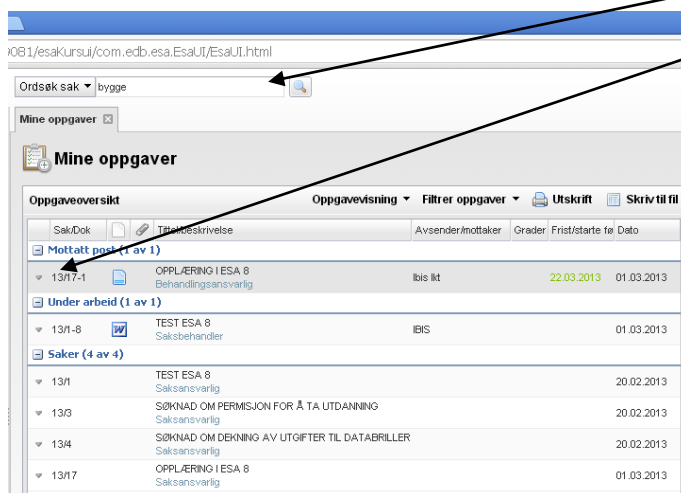 9081/esaKursui/com.edb.esa.EsaUI/EsaUI.html
Ordsøk sak bygge
Mine oppgaver
Mine oppgaver
Oppgaveoversikt Oppgavevisning Filtrer oppgaver Utskrift Skriv til fil
Sak/Dok Tittel/beskrivelse Avsender/mottaker Grader Frist/starte fø Dato
Mottatt post (1 av 1)
13/17-1 OPPLÆRING I ESA 8 Ibis Ikt 22.03.2013 01.03.2013
Behandlingsansvarlig
Under arbeid (1 av 1)
13/1-8 TEST ESA 8 IBIS 01.03.2013
Saksbehandler
Saker (4 av 4)
13/1 TEST ESA 8 20.02.2013
Saksansvarlig
13/3 SØKNAD OM PERMISJON FOR Å TA UTDANNING 20.02.2013
Saksansvarlig
13/4 SØKNAD OM DEKNING AV UTGIFTER TIL DATABRILLER 20.02.2013
Saksansvarlig
13/17 OPPLÆRING I ESA 8 01.03.2013
Saksansvarlig